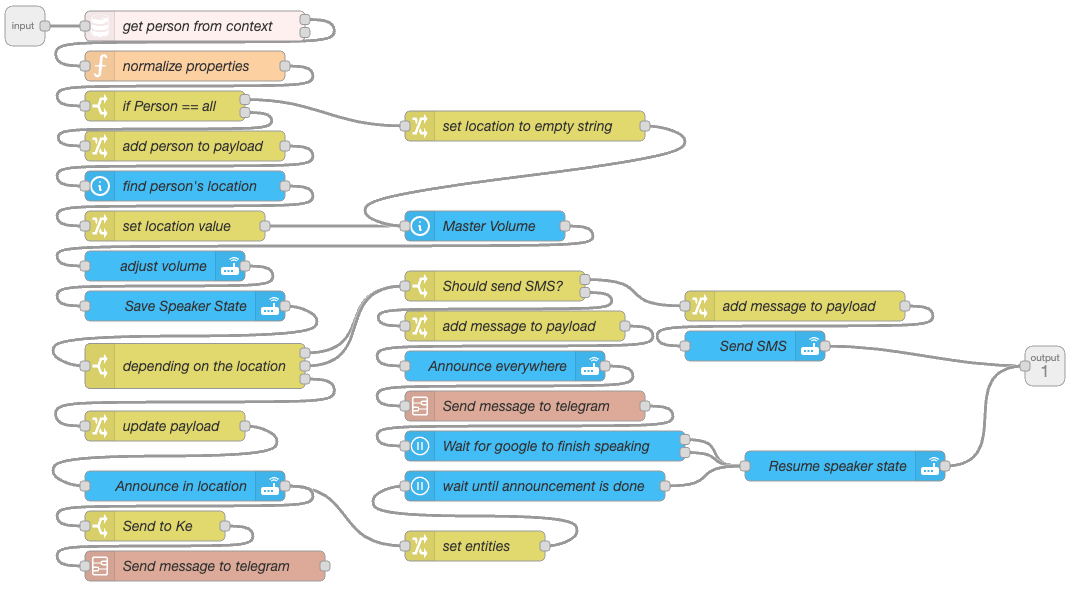 input
get person from context
normalize properties
if Person == all
set location to empty string
add person to payload
find person's location
set location value
Master Volume
adjust volume
Should send SMS?
Save Speaker State
add message to payload
add message to payload
Send SMS
depending on the location
Announce everywhere
output
1
Send message to telegram
update payload
Wait for google to finish speaking
Resume speaker state
Announce in location
wait until announcement is done
Send to Ke
set entities
Send message to telegram